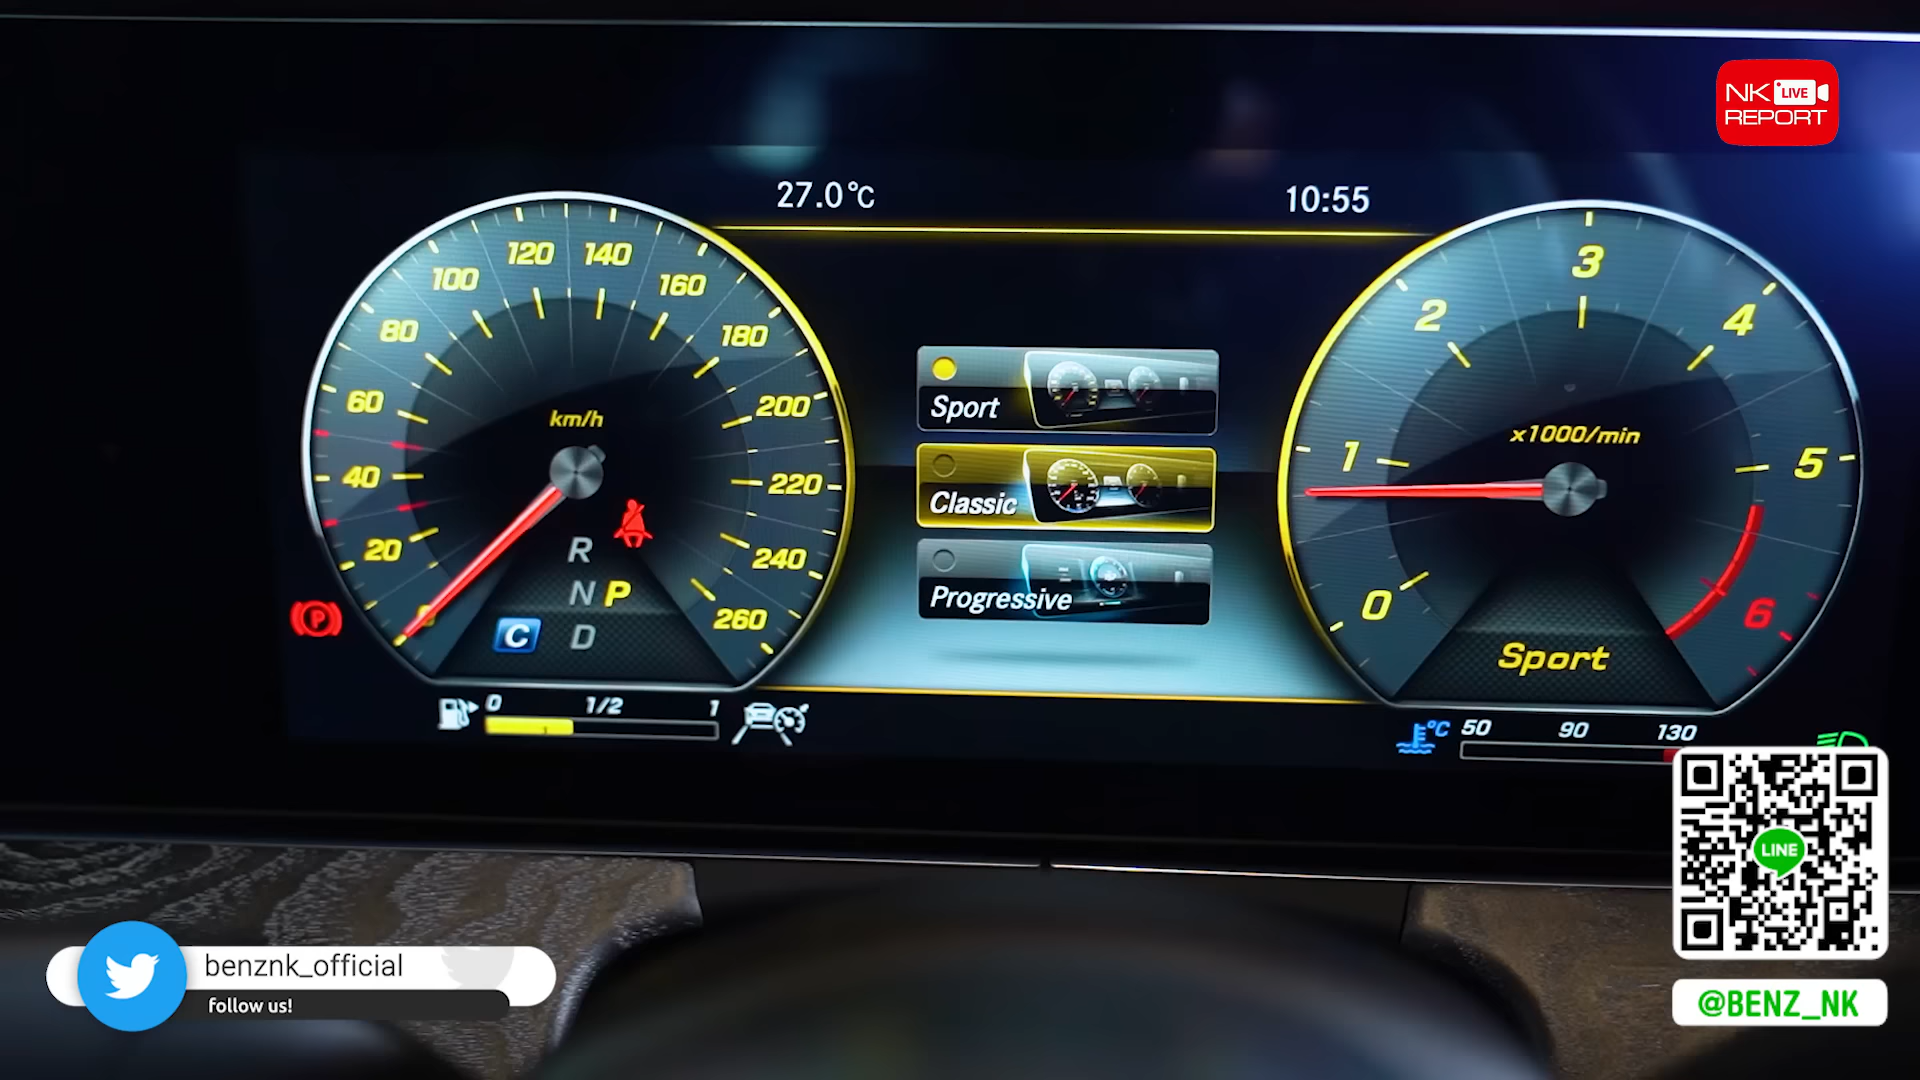 NK LIVE
REPORT
27.0°C
10:55
120 140
100 160
80 180
60 200
40 220
20 240
260
km/h
R
N P
C D
Sport
Classic
Progressive
3
2 4
1 5
0 6
x1000/min
Sport
0 1/2 1
°C 50 90 130
P
LINE
@BENZ_NK
benznk_official
follow us!